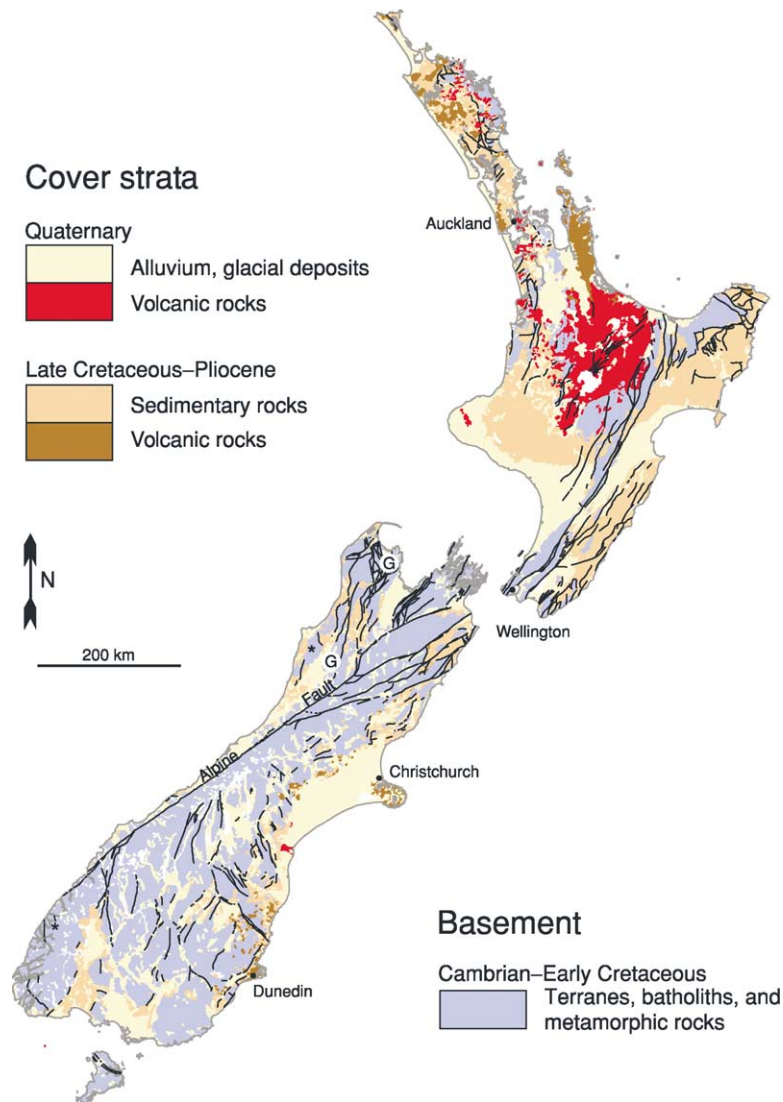 Cover strata
Quaternary
Alluvium, glacial deposits
Volcanic rocks
Late Cretaceous–Pliocene
Sedimentary rocks
Volcanic rocks
Auckland
N
200 km
G
Wellington
*
G
Alpine Fault
Christchurch
*
Dunedin
Basement
Cambrian–Early Cretaceous
Terranes, batholiths, and
metamorphic rocks